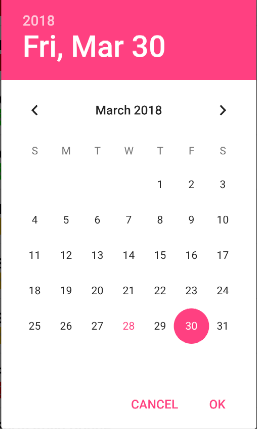 2018
Fri, Mar 30
March 2018
S M T W T F S
1 2 3
4 5 6 7 8 9 10
11 12 13 14 15 16 17
18 19 20 21 22 23 24
25 26 27 28 29 30 31
CANCEL OK